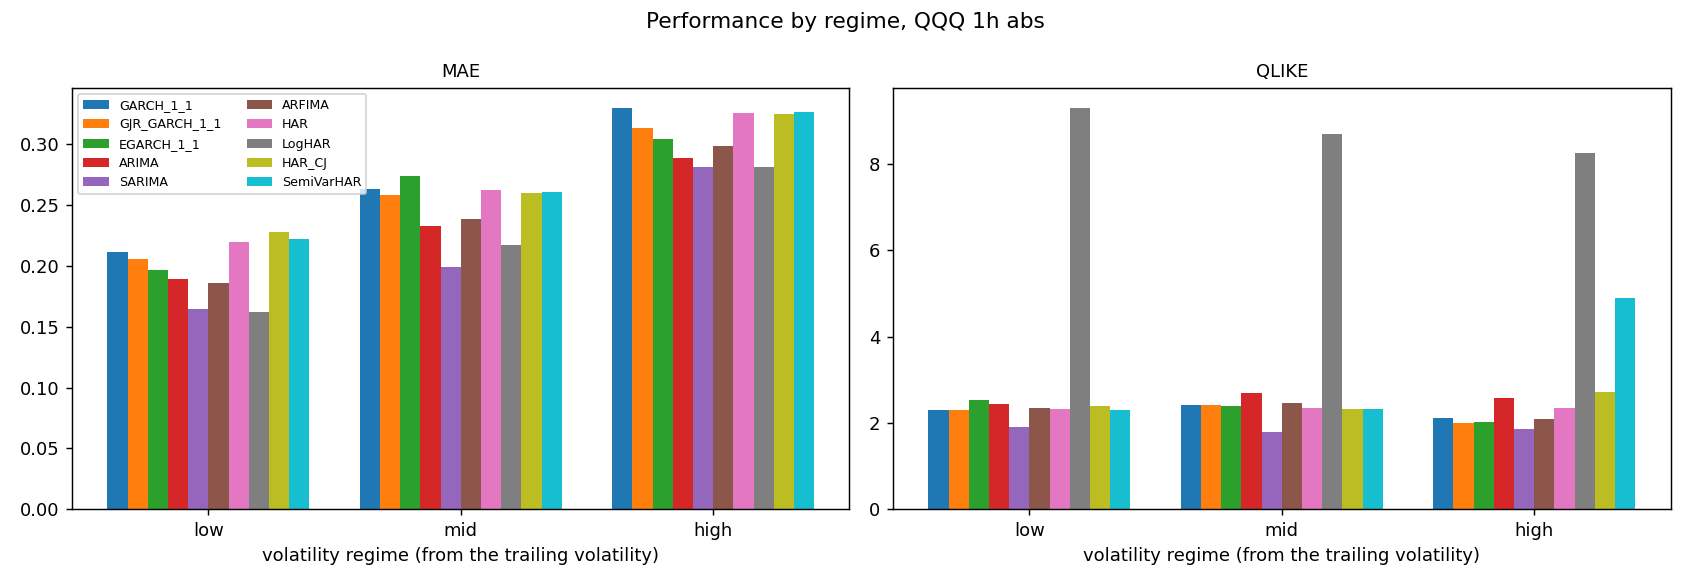 Performance by regime, QQQ 1h abs
MAE
GARCH_1_1
GJR_GARCH_1_1
EGARCH_1_1
ARIMA
SARIMA
ARFIMA
HAR
LogHAR
HAR_CJ
SemiVarHAR
0.30
0.25
0.20
0.15
0.10
0.05
0.00
low
mid
high
volatility regime (from the trailing volatility)
QLIKE
8
6
4
2
0
low
mid
high
volatility regime (from the trailing volatility)